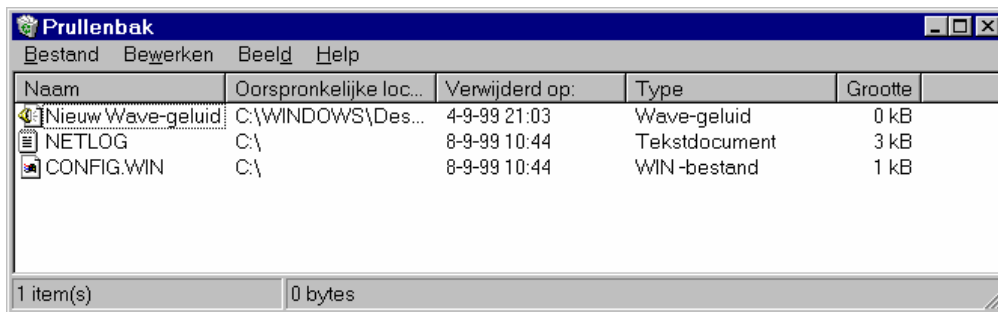 Prullenbak
Bestand Bewerken Beeld Help
Naam Oorspronkelijke loc... Verwijderd op: Type Grootte
Nieuw Wave-geluid C:\WINDOWS\Des... 4-9-99 21:03 Wave-geluid 0 kB
NETLOG C:\ 8-9-99 10:44 Tekstdocument 3 kB
CONFIG.WIN C:\ 8-9-99 10:44 WIN-bestand 1 kB
1 item(s) 0 bytes